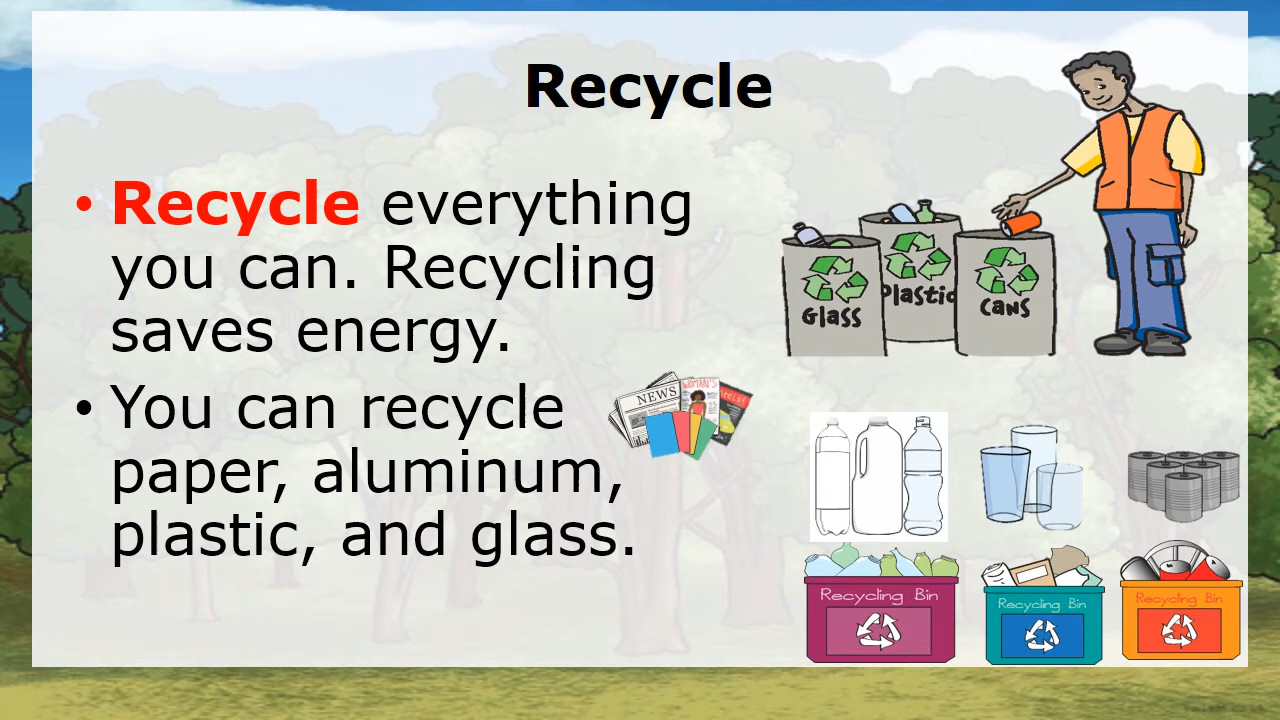 Recycle
• Recycle everything
you can. Recycling
saves energy.
• You can recycle
paper, aluminum,
plastic, and glass.
Glass
Plastic
Cans
NEWS
WOMAN'S
Recycling Bin
Recycling Bin
Recycling Bin